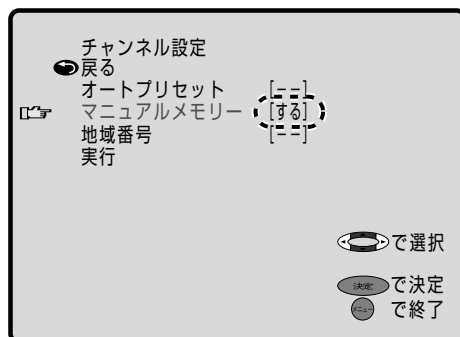 チャンネル設定
戻る
オートプリセット [--]
マニュアルメモリー [する]
地域番号 [--]
実行
で選択
決定 で決定
メニュー で終了